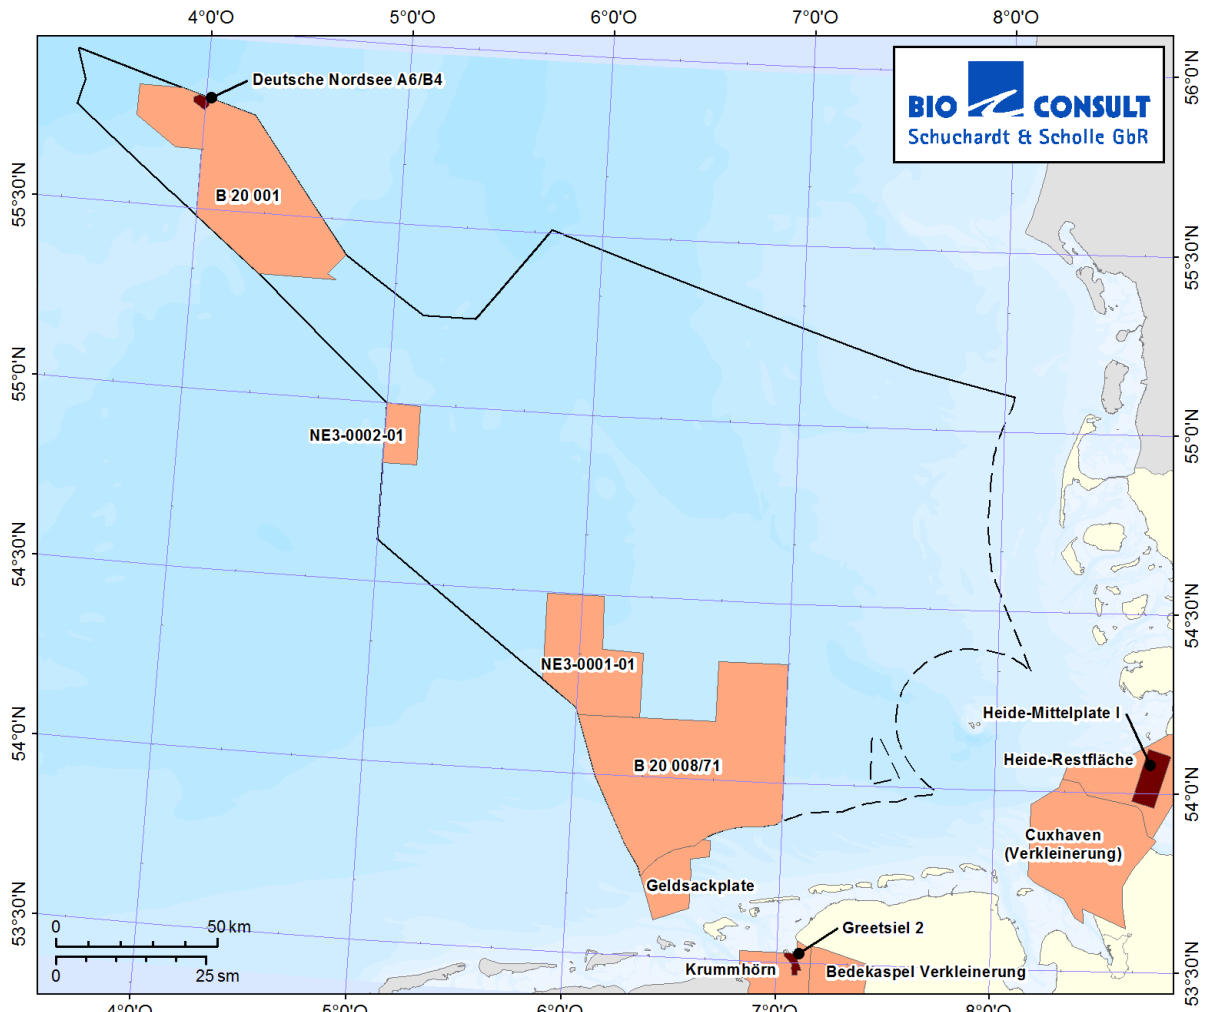 4°0'O 5°0'O 6°0'O 7°0'O 8°0'O
56°0'N
Deutsche Nordsee A6/B4
BIO CONSULT
Schuchardt & Scholle GbR
B 20 001
55°30'N
55°30'N
55°0'N
NE3-0002-01
55°0'N
54°30'N
54°30'N
NE3-0001-01
Heide-Mittelplate I
54°0'N
Heide-Restfläche
B 20 008/71
54°0'N
Cuxhaven
(Verkleinerung)
Geldsackplate
53°30'N
0 50 km
0 25 sm
Greetsiel 2
Krummhörn
Bedekaspel Verkleinerung
53°30'N
4°0'O 5°0'O 6°0'O 7°0'O 8°0'O